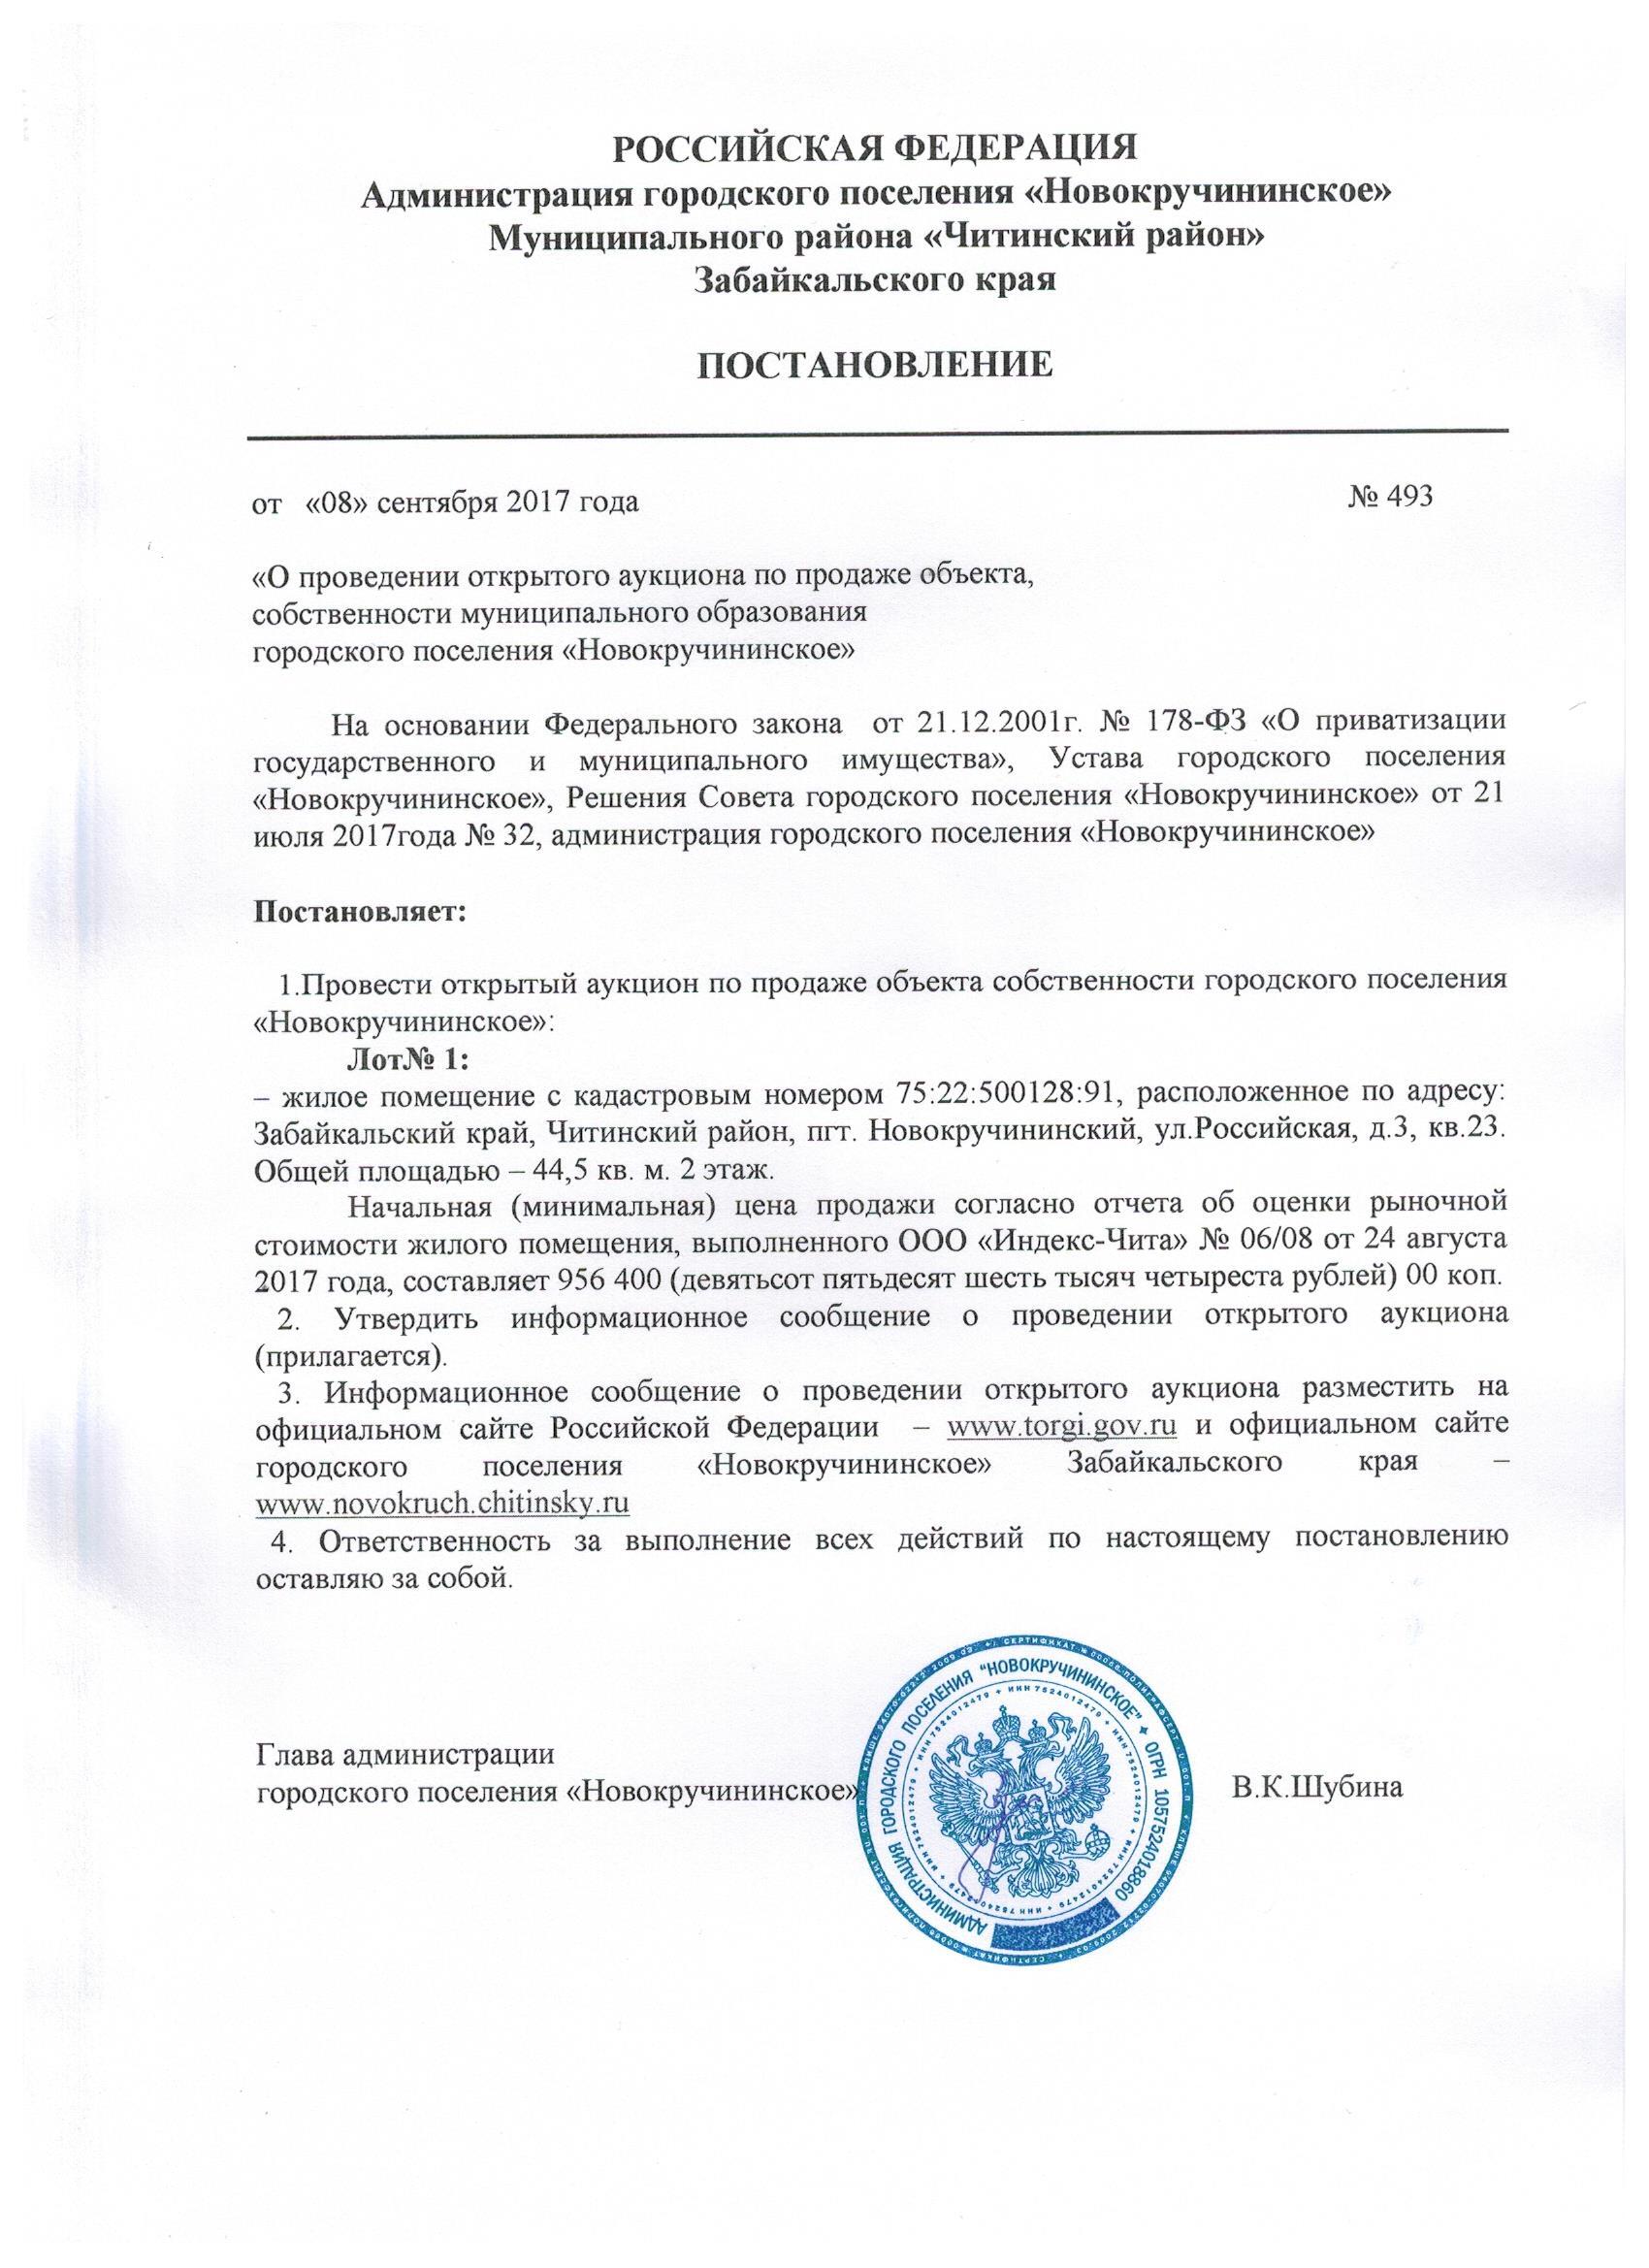 РОССИЙСКАЯ ФЕДЕРАЦИЯ
Администрация городского поселения «Новокручининское»
Муниципального района «Читинский район»
Забайкальского края
ПОСТАНОВЛЕНИЕ
от «08» сентября 2017 года № 493
«О проведении открытого аукциона по продаже объекта,
собственности муниципального образования
городского поселения «Новокручининское»
На основании Федерального закона от 21.12.2001г. № 178-ФЗ «О приватизации
государственного и муниципального имущества», Устава городского поселения
«Новокручининское», Решения Совета городского поселения «Новокручининское» от 21
июля 2017года № 32, администрация городского поселения «Новокручининское»
Постановляет:
1.Провести открытый аукцион по продаже объекта собственности городского поселения
«Новокручининское»:
Лот№ 1:
– жилое помещение с кадастровым номером 75:22:500128:91, расположенное по адресу:
Забайкальский край, Читинский район, пгт. Новокручининский, ул.Российская, д.3, кв.23.
Общей площадью – 44,5 кв. м. 2 этаж.
Начальная (минимальная) цена продажи согласно отчета об оценки рыночной
стоимости жилого помещения, выполненного ООО «Индекс-Чита» № 06/08 от 24 августа
2017 года, составляет 956 400 (девятьсот пятьдесят шесть тысяч четыреста рублей) 00 коп.
2. Утвердить информационное сообщение о проведении открытого аукциона
(прилагается).
3. Информационное сообщение о проведении открытого аукциона разместить на
официальном сайте Российской Федерации – www.torgi.gov.ru и официальном сайте
городского поселения «Новокручининское» Забайкальского края –
www.novokruch.chitinsky.ru
4. Ответственность за выполнение всех действий по настоящему постановлению
оставляю за собой.
Глава администрации
городского поселения «Новокручининское» В.К.Шубина
АДМИНИСТРАЦИЯ ГОРОДСКОГО ПОСЕЛЕНИЯ "НОВОКРУЧИНИНСКОЕ" ✦ ОГРН 1057524018860
ИНН 7524012479 + ИНН 7524012479 + ИНН 7524012479 + ИНН 7524012479